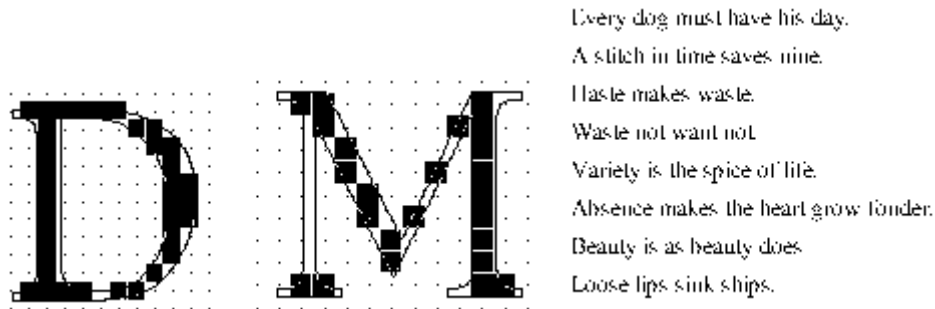 D M
Every dog must have his day.
A stitch in time saves nine.
Haste makes waste.
Waste not want not
Variety is the spice of life.
Absence makes the heart grow fonder.
Beauty is as beauty does
Loose lips sink ships.